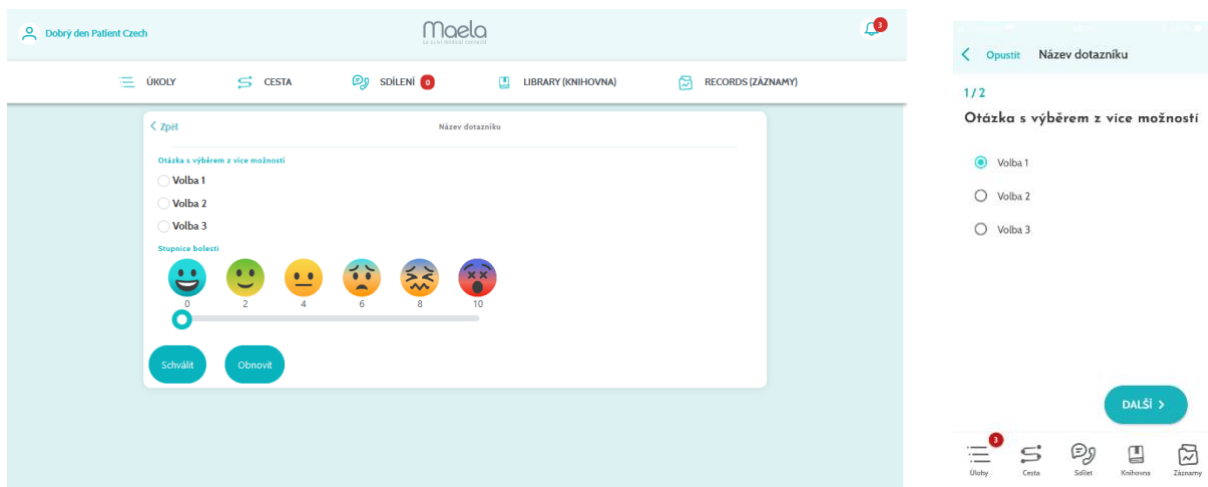 Dobrý den Patient Czech
Maela
3
ÚKOLY
CESTA
SDÍLENÍ 0
LIBRARY (KNIHOVNA)
RECORDS (ZÁZNAMY)
Zpět
Název dotazníku
Otázka s výběrem z více možností
Volba 1
Volba 2
Volba 3
Stupnice bolesti
0 2 4 6 8 10
Schválit
Obnovit
Opustit Název dotazníku
1 / 2
Otázka s výběrem z více možností
Volba 1
Volba 2
Volba 3
DALŠÍ >
3
Úlohy
Cesta
Sdílet
Knihovna
Záznamy